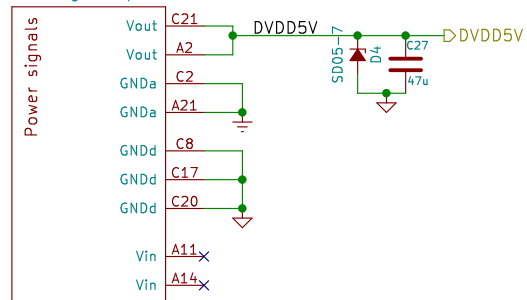 Power signals
Vout C21
Vout A2
GNDa C2
GNDa A21
GNDd C8
GNDd C17
GNDd C20
Vin A11
Vin A14
DVDD5V
SD05-7
D4
C27
47u
DVDD5V